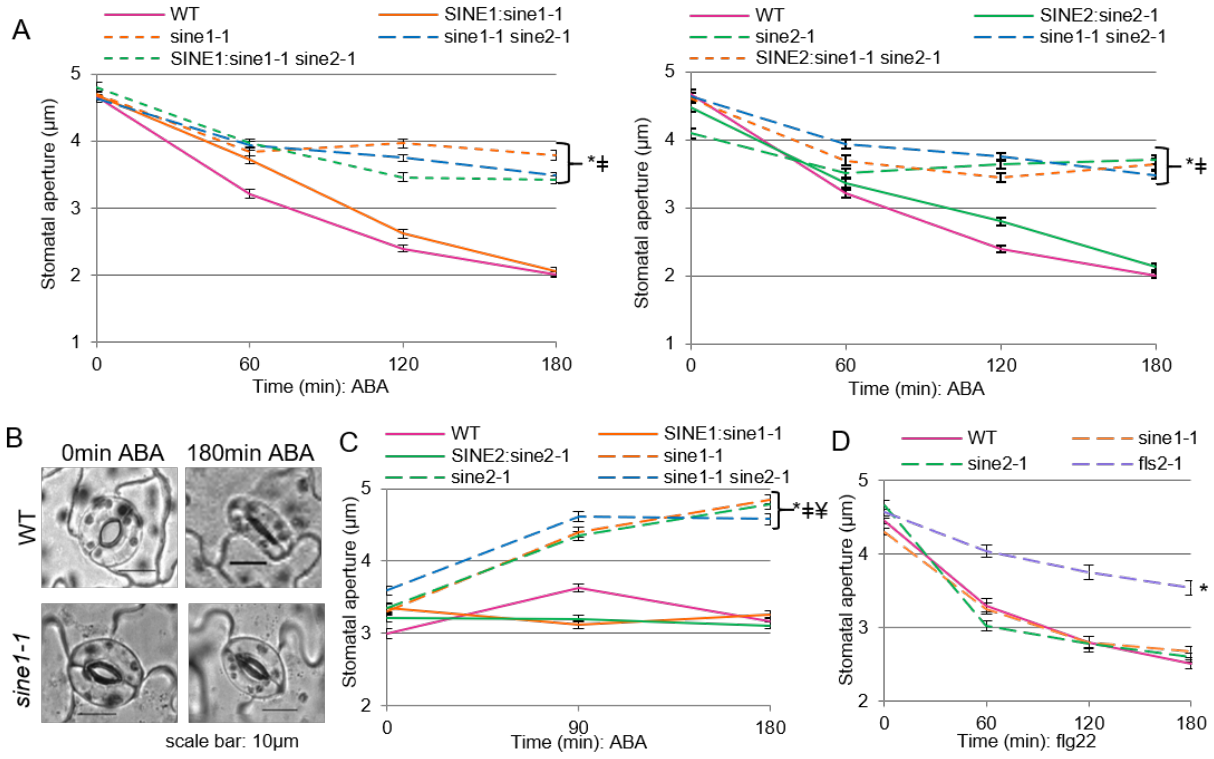 A
WT
SINE1:sine1-1
sine1-1
sine1-1 sine2-1
SINE1:sine1-1 sine2-1
Stomatal aperture (μm)
5
4
3
2
1
*ǂ
0
60
120
180
Time (min): ABA
WT
SINE2:sine2-1
sine2-1
sine1-1 sine2-1
SINE2:sine1-1 sine2-1
Stomatal aperture (μm)
5
4
3
2
1
*ǂ
0
60
120
180
Time (min): ABA
B
0min ABA
180min ABA
WT
sine1-1
scale bar: 10μm
C
WT
SINE1:sine1-1
SINE2:sine2-1
sine1-1
sine2-1
sine1-1 sine2-1
Stomatal aperture (μm)
5
4
3
2
*ǂ¥
0
90
180
Time (min): ABA
D
WT
sine1-1
sine2-1
fls2-1
Stomatal aperture (μm)
5
4
3
2
*
0
60
120
180
Time (min): flg22